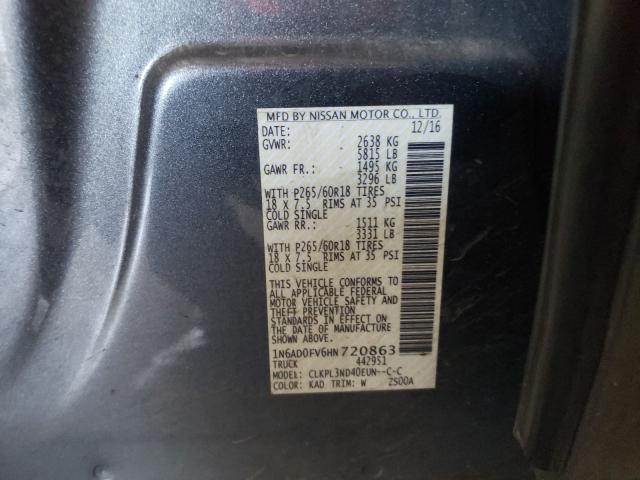 MFD BY NISSAN MOTOR CO., LTD.
DATE: 12/16
GVWR: 2638 KG
5815 LB
GAWR FR.: 1495 KG
3296 LB
WITH P265/60R18 TIRES
18 X 7.5 RIMS AT 35 PSI
COLD SINGLE
GAWR RR.: 1511 KG
3331 LB
WITH P265/60R18 TIRES
18 X 7.5 RIMS AT 35 PSI
COLD SINGLE
THIS VEHICLE CONFORMS TO
ALL APPLICABLE FEDERAL
MOTOR VEHICLE SAFETY AND
THEFT PREVENTION
STANDARDS IN EFFECT ON
THE DATE OF MANUFACTURE
SHOWN ABOVE.
1N6AD0FV6HN720863
TRUCK 442951
MODEL: CLKPL3ND40EUN--C-C
COLOR: KAD TRIM: W ZS00A